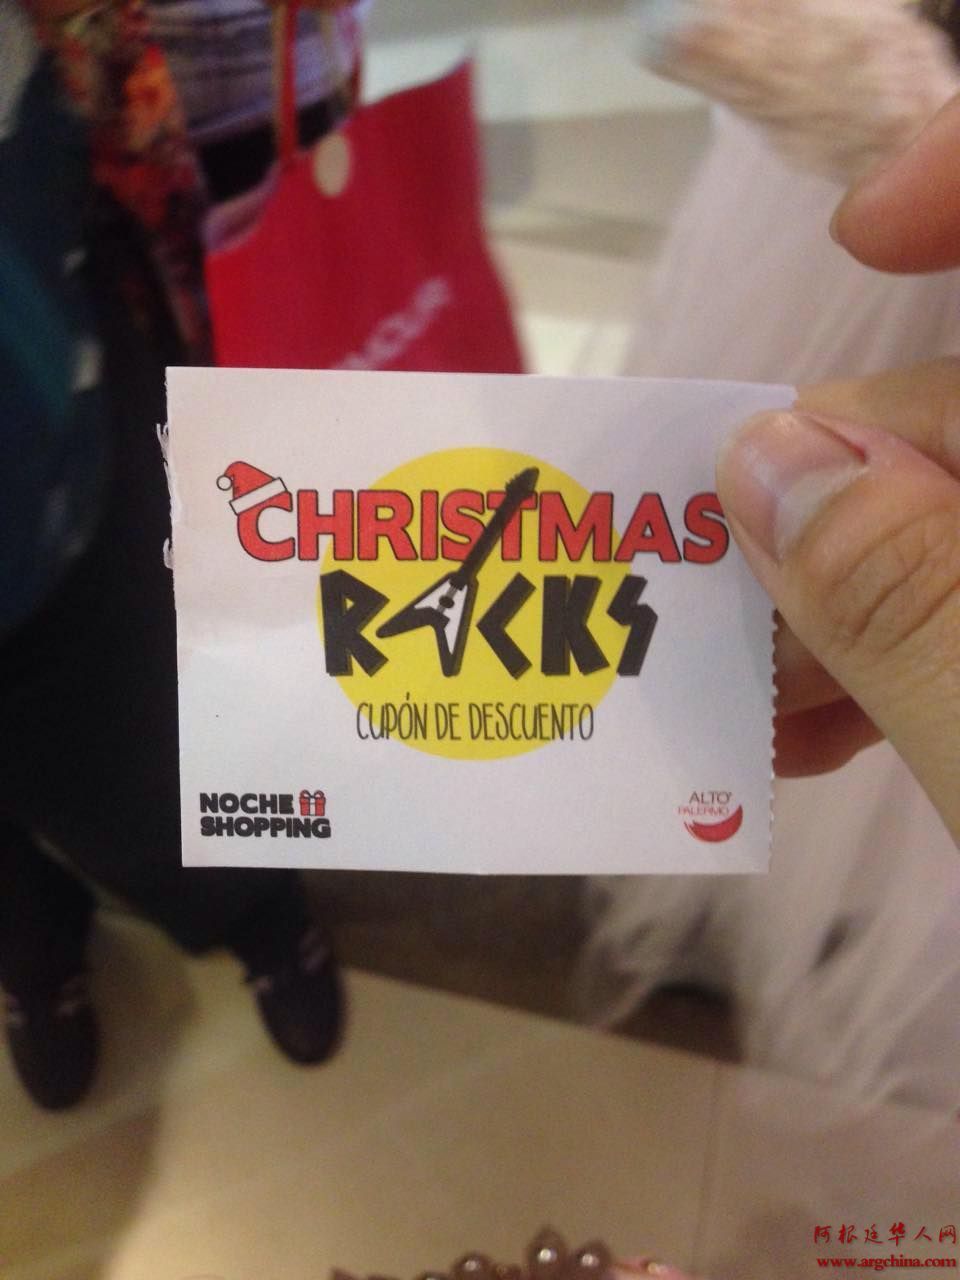 CHRISTMAS
ROCKS
CUPÓN DE DESCUENTO
NOCHE
SHOPPING
ALTO
PALERMO
阿根廷华人网
www.argchina.com